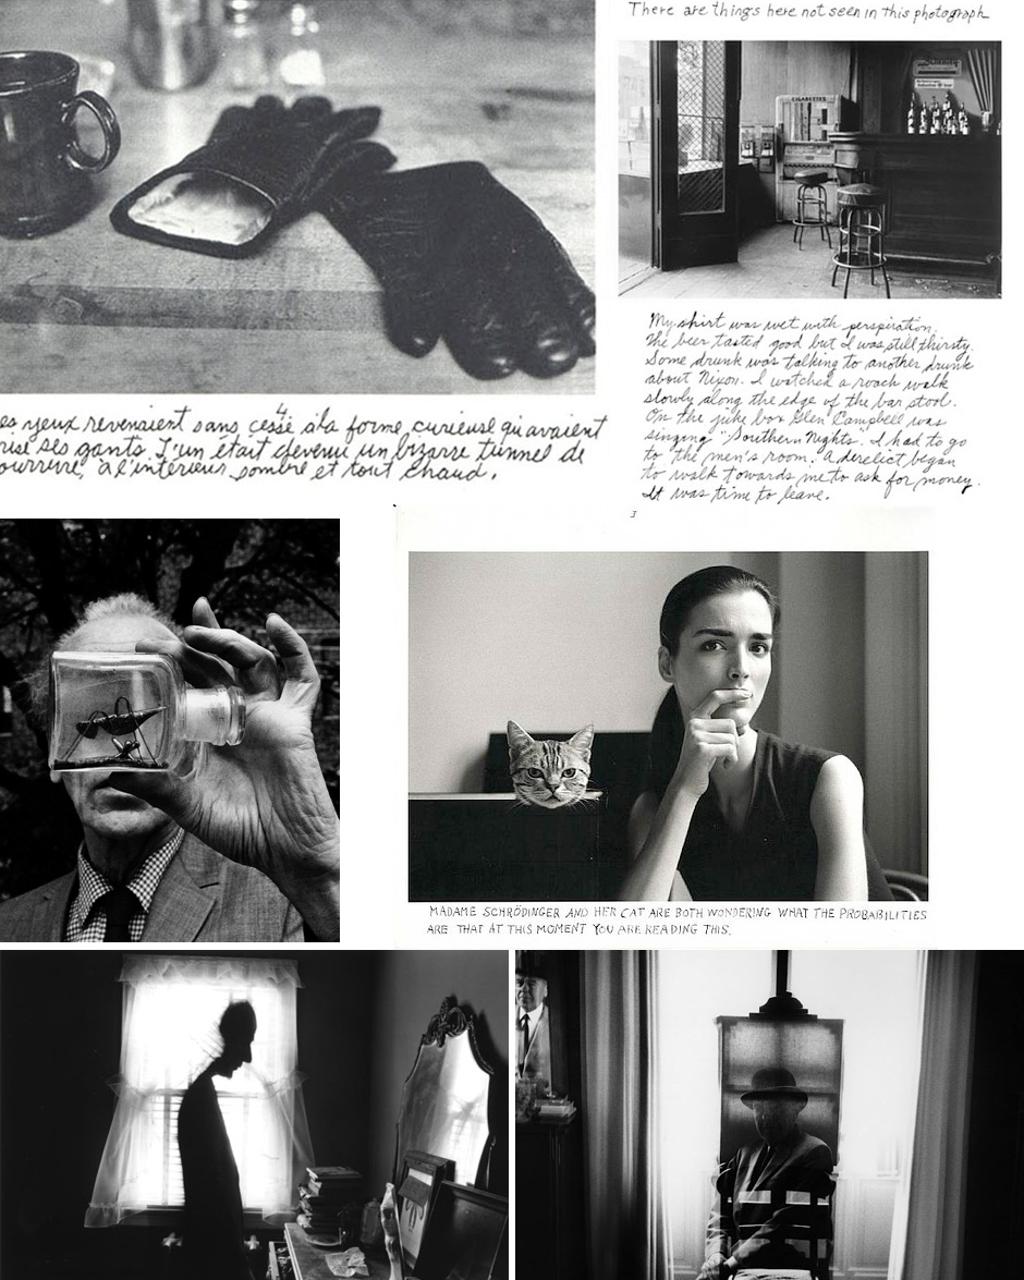 4
es yeux revenaient sans cesse à la forme curieuse qu'avaient
rise ses gants. L'un était devenu un bizarre tunnel de
ourrure, à l'intérieur sombre et tout chaud.
There are things here not seen in this photograph
CIGARETTES
My shirt was wet with perspiration.
The beer tasted good but I was still thirsty.
Some drunk was talking to another drunk
about Nixon. I watched a roach walk
slowly along the edge of the bar stool.
On the juke box Glen Campbell was
singing "Southern Nights". I had to go
to the men's room. A derelict began
to walk towards me to ask for money.
It was time to leave.
MADAME SCHRÖDINGER AND HER CAT ARE BOTH WONDERING WHAT THE PROBABILITIES
ARE THAT AT THIS MOMENT YOU ARE READING THIS.